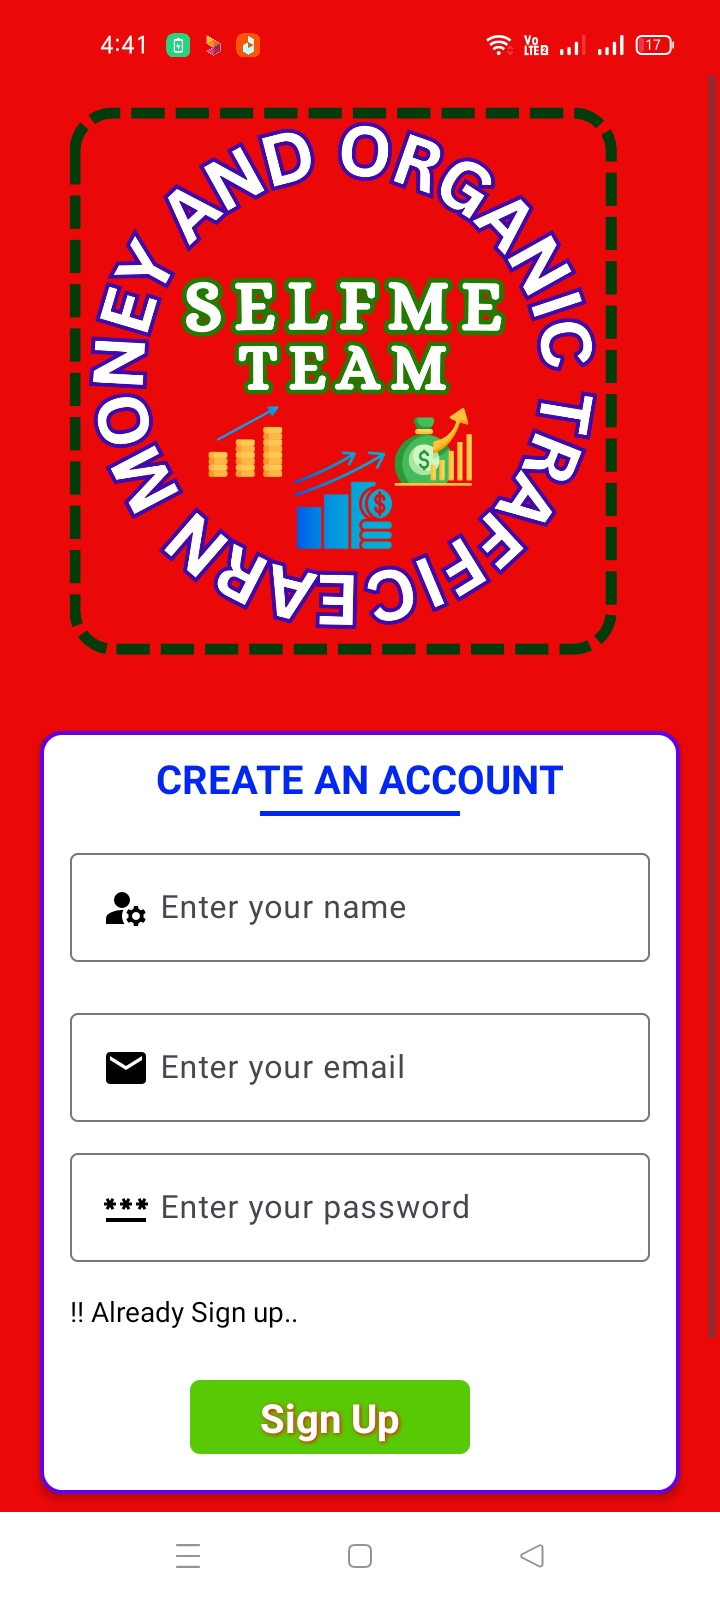 4:41
Vo
LTE2
17
EARN MONEY AND ORGANIC TRAFFIC
SELFME
TEAM
$
$
CREATE AN ACCOUNT
Enter your name
Enter your email
*** Enter your password
!! Already Sign up..
Sign Up